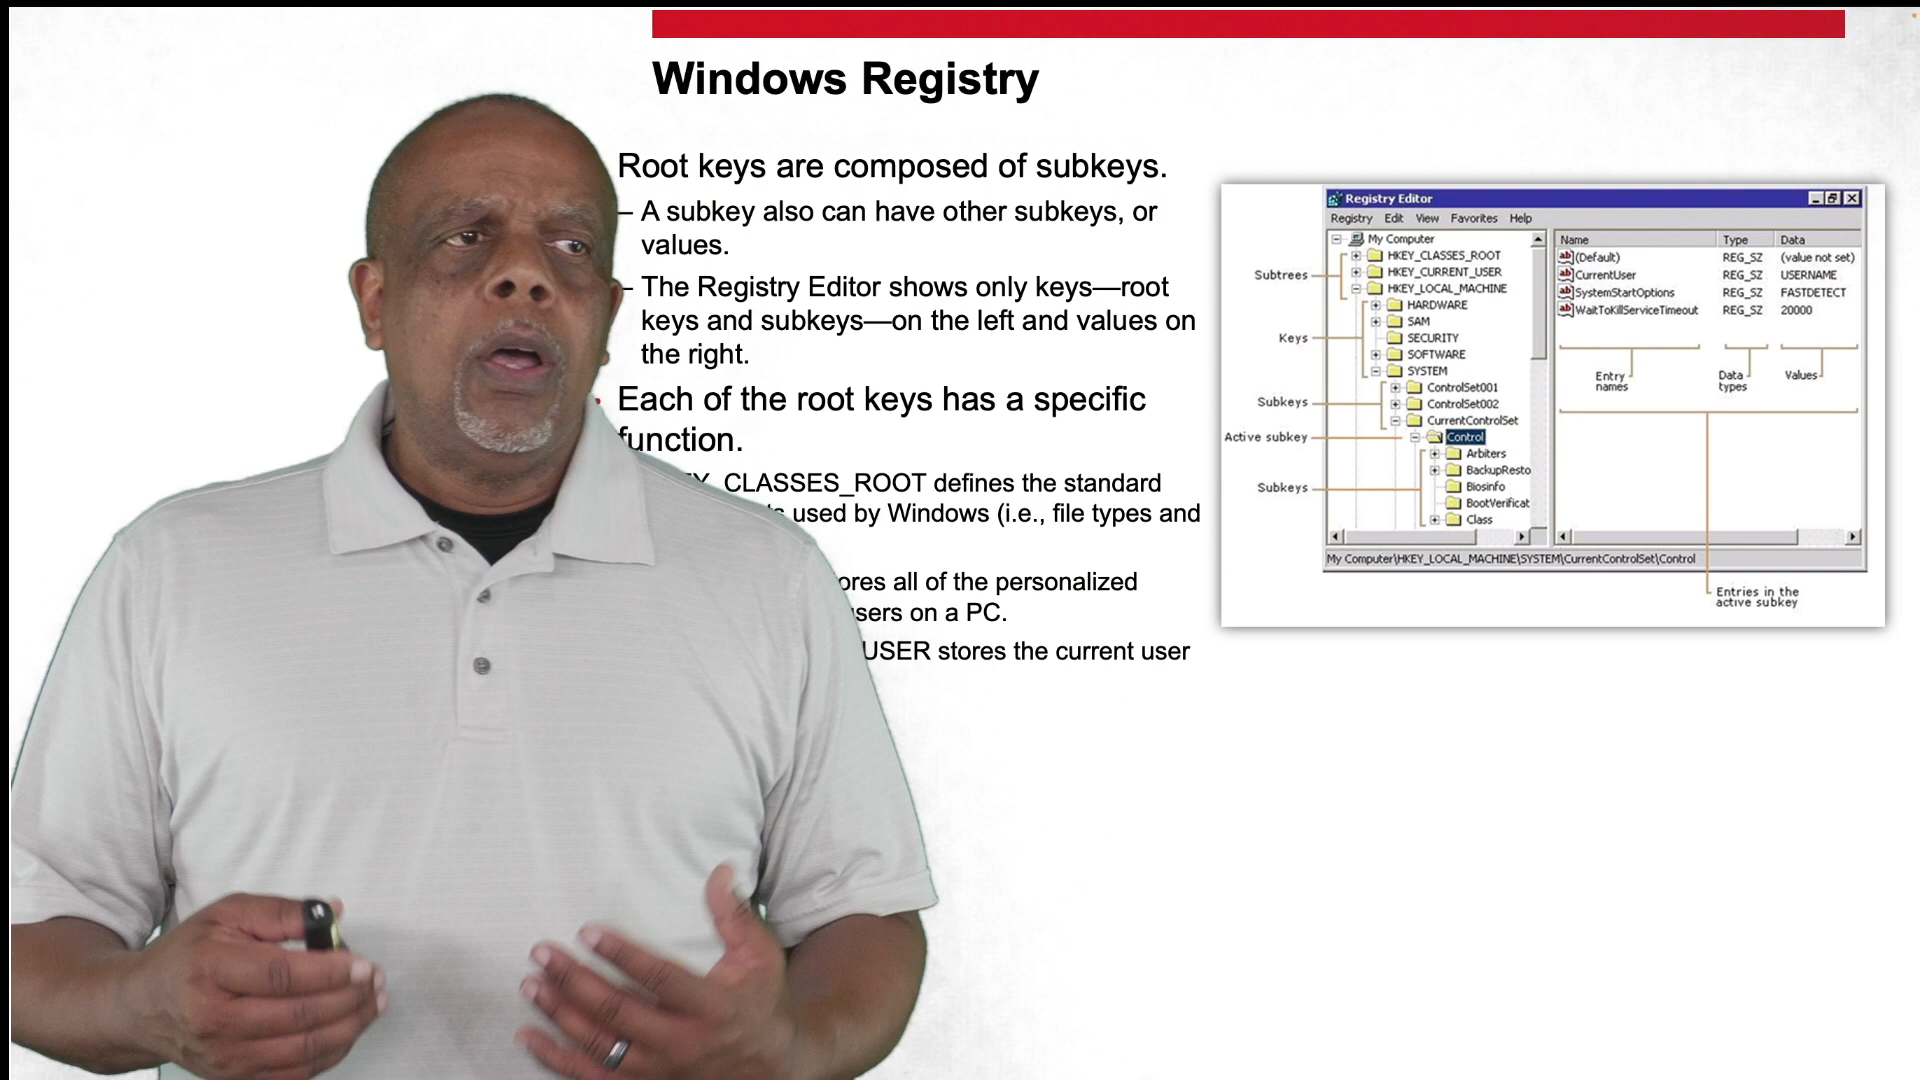 Windows Registry
Root keys are composed of subkeys.
– A subkey also can have other subkeys, or
values.
– The Registry Editor shows only keys—root
keys and subkeys—on the left and values on
the right.
• Each of the root keys has a specific
function.
CLASSES_ROOT defines the standard
used by Windows (i.e., file types and
all of the personalized
on a PC.
USER stores the current user
Registry Editor
Registry Edit View Favorites Help
My Computer
HKEY_CLASSES_ROOT
HKEY_CURRENT_USER
HKEY_LOCAL_MACHINE
HARDWARE
SAM
SECURITY
SOFTWARE
SYSTEM
ControlSet001
ControlSet002
CurrentControlSet
Control
Arbiters
BackupResto
Biosinfo
BootVerificat
Class
Subtrees
Keys
Subkeys
Active subkey
Subkeys
Name Type Data
ab (Default) REG_SZ (value not set)
ab CurrentUser REG_SZ USERNAME
ab SystemStartOptions REG_SZ FASTDETECT
ab WaitToKillServiceTimeout REG_SZ 20000
Entry
names
Data
types
Values
My Computer\HKEY_LOCAL_MACHINE\SYSTEM\CurrentControlSet\Control
Entries in the
active subkey